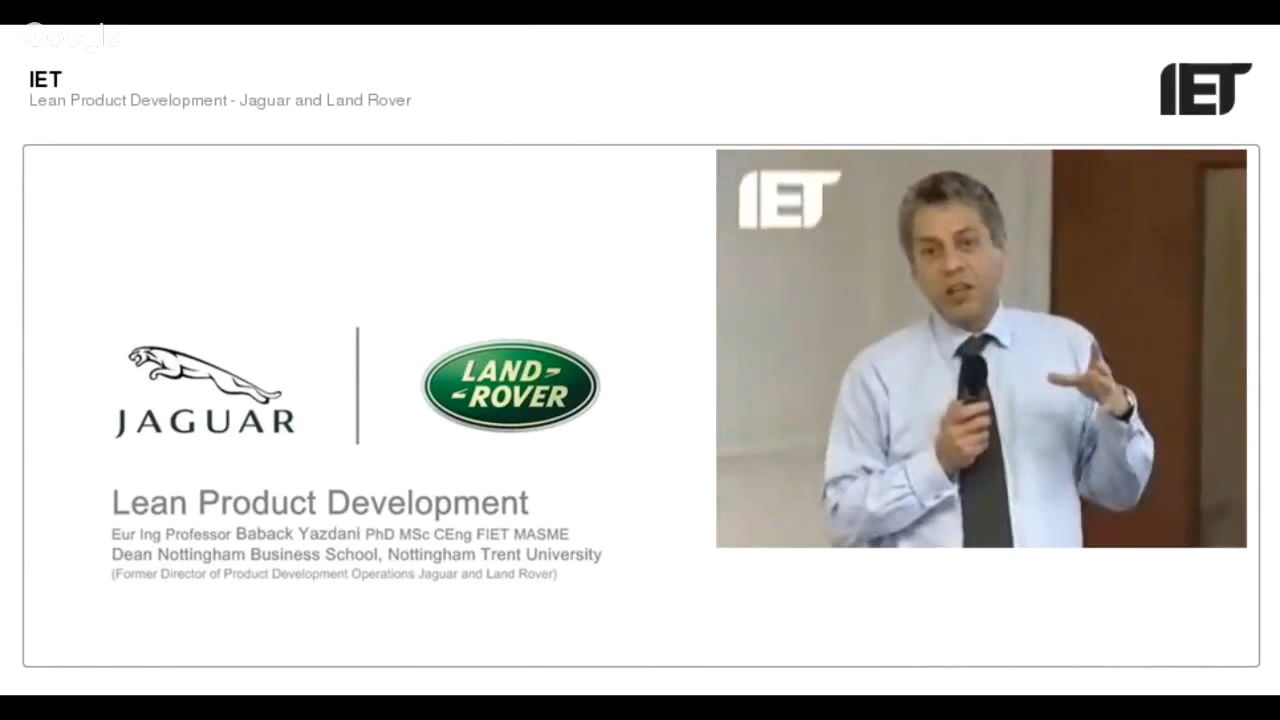 Google
IET
Lean Product Development - Jaguar and Land Rover
IET
IET
JAGUAR
LAND
ROVER
Lean Product Development
Eur Ing Professor Baback Yazdani PhD MSc CEng FIET MASME
Dean Nottingham Business School, Nottingham Trent University
(Former Director of Product Development Operations Jaguar and Land Rover)